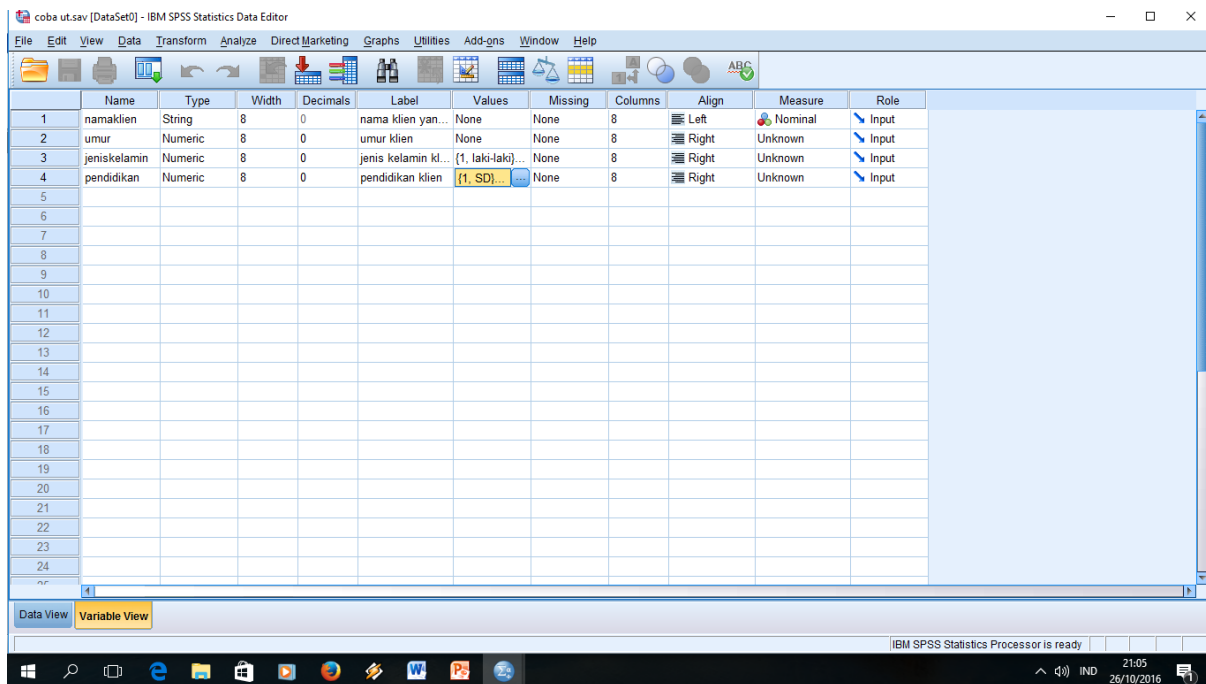 coba ut.sav [DataSet0] - IBM SPSS Statistics Data Editor
File Edit View Data Transform Analyze Direct Marketing Graphs Utilities Add-ons Window Help
Name Type Width Decimals Label Values Missing Columns Align Measure Role
1 namaklien String 8 0 nama klien yan... None None 8 Left Nominal Input
2 umur Numeric 8 0 umur klien None None 8 Right Unknown Input
3 jeniskelamin Numeric 8 0 jenis kelamin kl... {1, laki-laki}... None 8 Right Unknown Input
4 pendidikan Numeric 8 0 pendidikan klien {1, SD}... ... None 8 Right Unknown Input
5
6
7
8
9
10
11
12
13
14
15
16
17
18
19
20
21
22
23
24
Data View Variable View
IBM SPSS Statistics Processor is ready
IND 21:05
26/10/2016